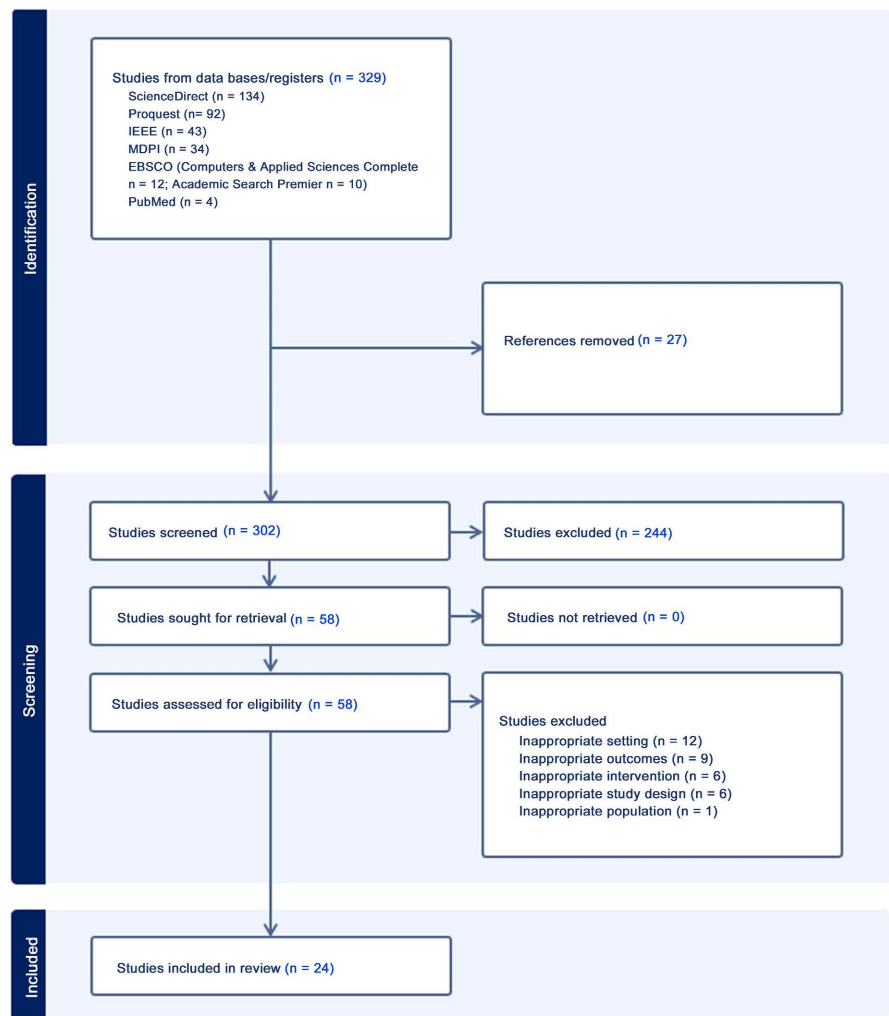 Identification
Studies from data bases/registers (n = 329)
ScienceDirect (n = 134)
Proquest (n= 92)
IEEE (n = 43)
MDPI (n = 34)
EBSCO (Computers & Applied Sciences Complete
n = 12; Academic Search Premier n = 10)
PubMed (n = 4)
References removed (n = 27)
Screening
Studies screened (n = 302)
Studies excluded (n = 244)
Studies sought for retrieval (n = 58)
Studies not retrieved (n = 0)
Studies assessed for eligibility (n = 58)
Studies excluded
Inappropriate setting (n = 12)
Inappropriate outcomes (n = 9)
Inappropriate intervention (n = 6)
Inappropriate study design (n = 6)
Inappropriate population (n = 1)
Included
Studies included in review (n = 24)